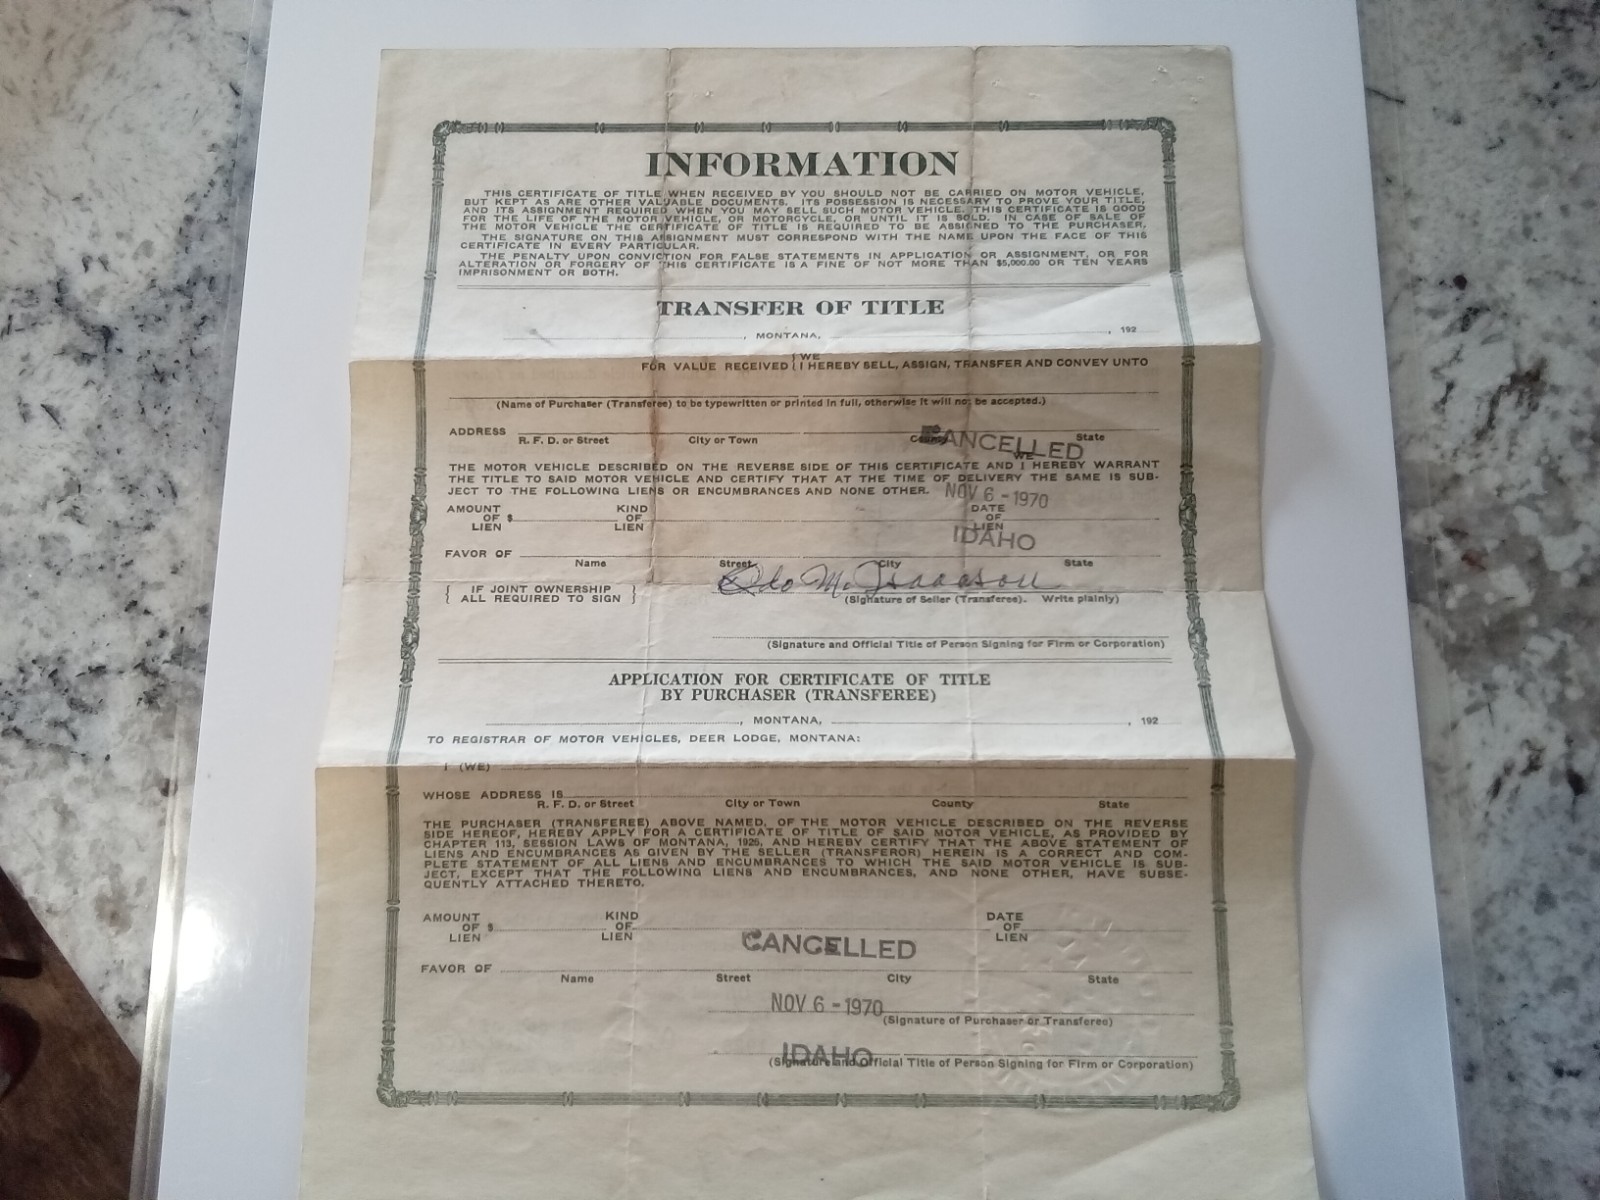 INFORMATION
THIS CERTIFICATE OF TITLE WHEN RECEIVED BY YOU SHOULD NOT BE CARRIED ON MOTOR VEHICLE,
BUT KEPT AS ARE OTHER VALUABLE DOCUMENTS. ITS POSSESSION IS NECESSARY TO PROVE YOUR TITLE,
AND ITS ASSIGNMENT REQUIRED WHEN YOU MAY SELL SUCH MOTOR VEHICLE. THIS CERTIFICATE IS GOOD
FOR THE LIFE OF THE MOTOR VEHICLE, OR MOTORCYCLE, OR UNTIL IT IS SOLD. IN CASE OF SALE OF
THE MOTOR VEHICLE THE CERTIFICATE OF TITLE IS REQUIRED TO BE ASSIGNED TO THE PURCHASER.
THE SIGNATURE ON THIS ASSIGNMENT MUST CORRESPOND WITH THE NAME UPON THE FACE OF THIS
CERTIFICATE IN EVERY PARTICULAR.
THE PENALTY UPON CONVICTION FOR FALSE STATEMENTS IN APPLICATION OR ASSIGNMENT, OR FOR
ALTERATION OR FORGERY OF THIS CERTIFICATE IS A FINE OF NOT MORE THAN $5,000.00 OR TEN YEARS
IMPRISONMENT OR BOTH.
TRANSFER OF TITLE
, MONTANA, , 192
FOR VALUE RECEIVED { WE
I HEREBY SELL, ASSIGN, TRANSFER AND CONVEY UNTO
(Name of Purchaser (Transferee) to be typewritten or printed in full, otherwise it will not be accepted.)
ADDRESS
R. F. D. or Street City or Town County State
CANCELLED
THE MOTOR VEHICLE DESCRIBED ON THE REVERSE SIDE OF THIS CERTIFICATE AND WE I HEREBY WARRANT
THE TITLE TO SAID MOTOR VEHICLE AND CERTIFY THAT AT THE TIME OF DELIVERY THE SAME IS SUB-
JECT TO THE FOLLOWING LIENS OR ENCUMBRANCES AND NONE OTHER.
NOV 6 - 1970
AMOUNT OF LIEN $ KIND OF LIEN DATE OF LIEN
IDAHO
FAVOR OF
Name Street City State
M. Isaacson
{ IF JOINT OWNERSHIP
ALL REQUIRED TO SIGN }
(Signature of Seller (Transferee). Write plainly)
(Signature and Official Title of Person Signing for Firm or Corporation)
APPLICATION FOR CERTIFICATE OF TITLE
BY PURCHASER (TRANSFEREE)
, MONTANA, , 192
TO REGISTRAR OF MOTOR VEHICLES, DEER LODGE, MONTANA:
I (WE)
WHOSE ADDRESS IS
R. F. D. or Street City or Town County State
THE PURCHASER (TRANSFEREE) ABOVE NAMED, OF THE MOTOR VEHICLE DESCRIBED ON THE REVERSE
SIDE HEREOF, HEREBY APPLY FOR A CERTIFICATE OF TITLE OF SAID MOTOR VEHICLE, AS PROVIDED BY
CHAPTER 113, SESSION LAWS OF MONTANA, 1925, AND HEREBY CERTIFY THAT THE ABOVE STATEMENT OF
LIENS AND ENCUMBRANCES AS GIVEN BY THE SELLER (TRANSFEROR) HEREIN IS A CORRECT AND COM-
PLETE STATEMENT OF ALL LIENS AND ENCUMBRANCES TO WHICH THE SAID MOTOR VEHICLE IS SUB-
JECT, EXCEPT THAT THE FOLLOWING LIENS AND ENCUMBRANCES, AND NONE OTHER, HAVE SUBSE-
QUENTLY ATTACHED THERETO.
AMOUNT OF LIEN $ KIND OF LIEN DATE OF LIEN
CANCELLED
FAVOR OF
Name Street City State
NOV 6 - 1970
(Signature of Purchaser or Transferee)
IDAHO
(Signature and Official Title of Person Signing for Firm or Corporation)